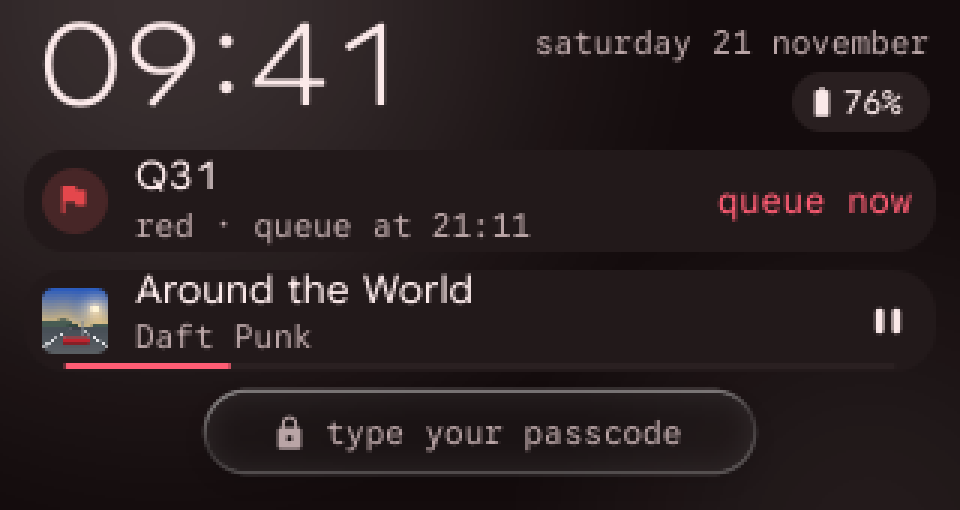 09:41
saturday 21 november
76%
Q31
red · queue at 21:11
queue now
Around the World
Daft Punk
type your passcode